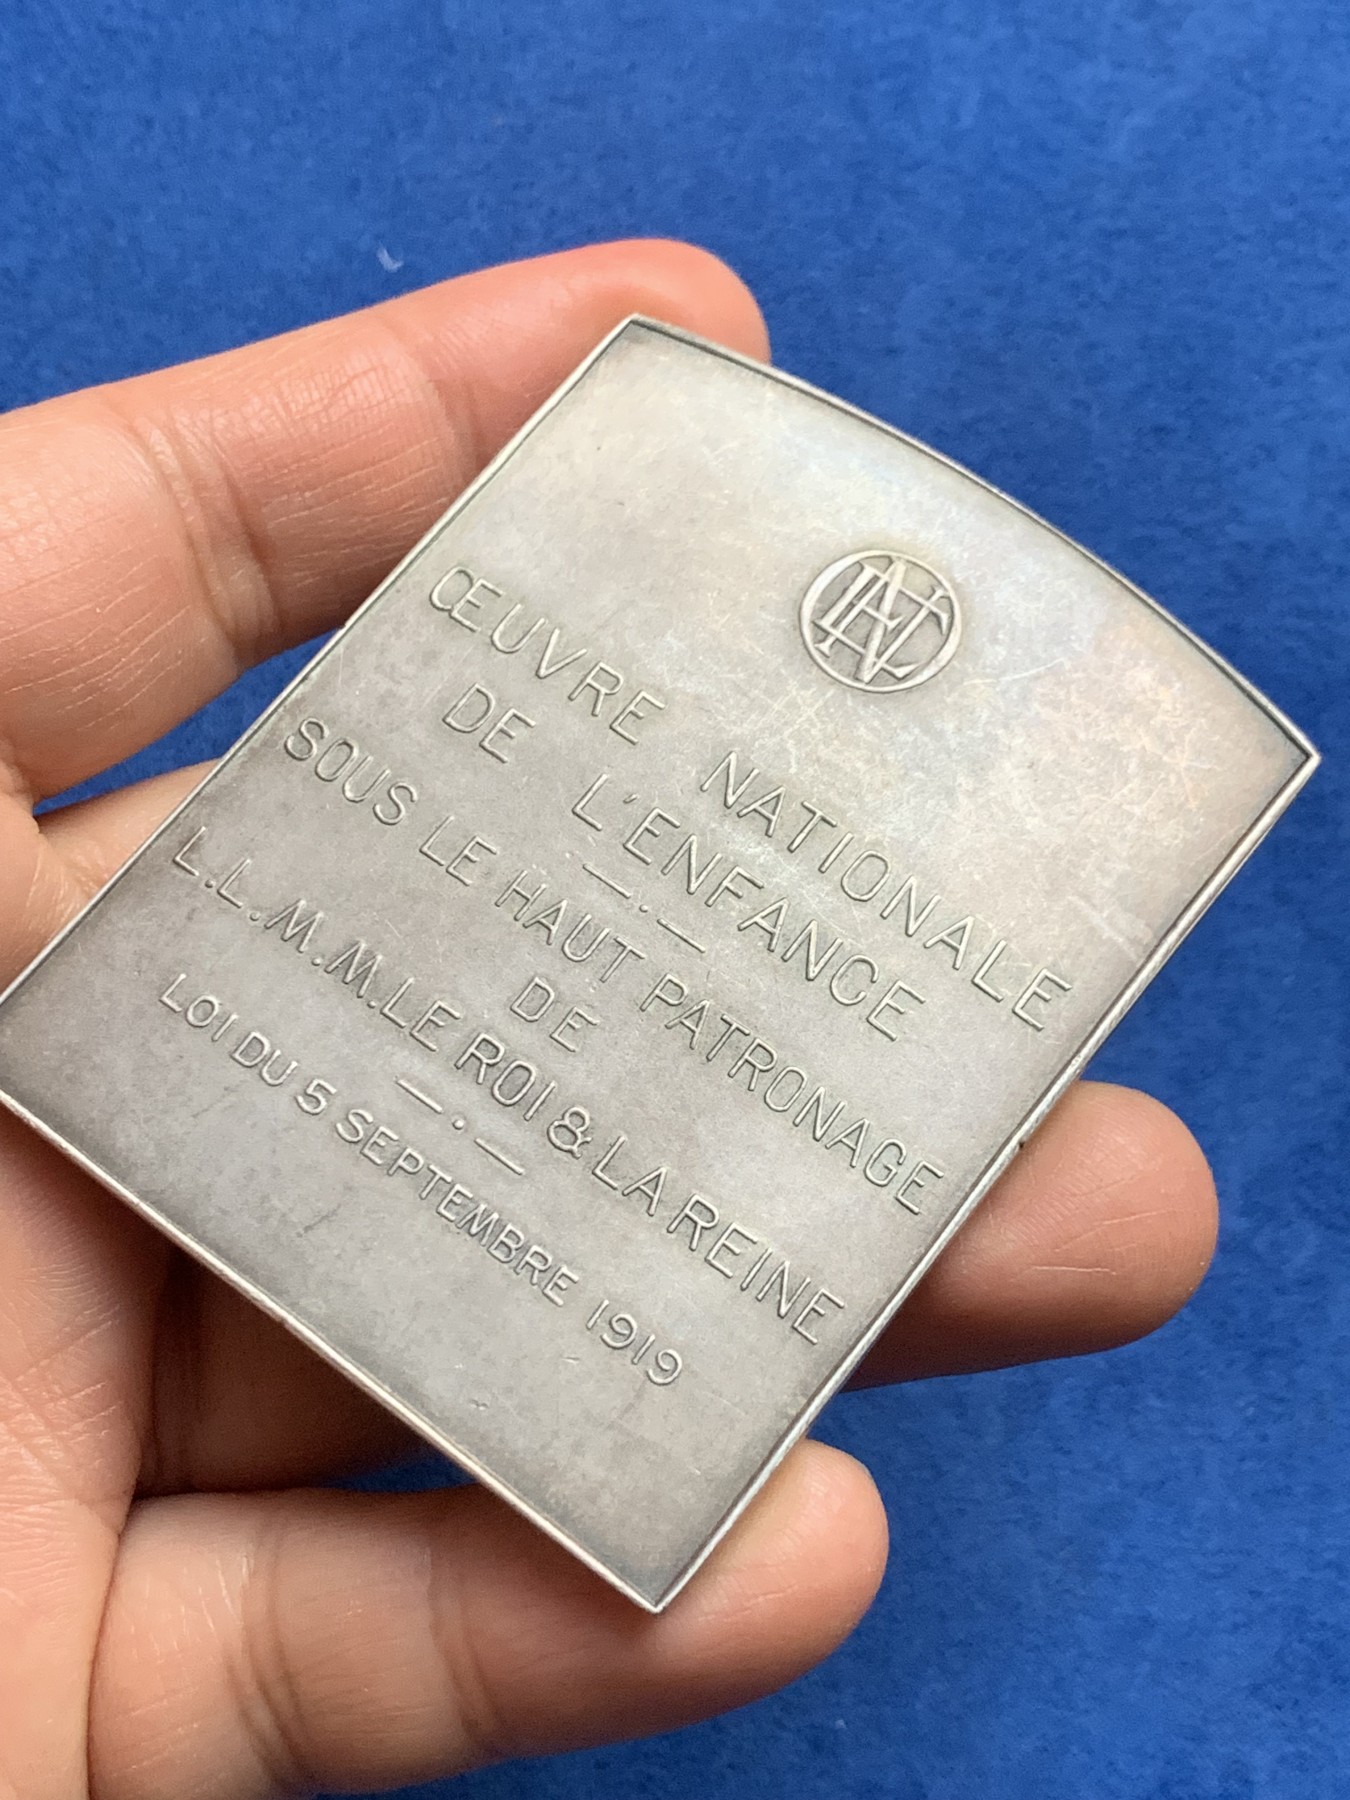 ŒUVRE NATIONALE
DE L'ENFANCE
SOUS LE HAUT PATRONAGE
DE
L.L.M.M. LE ROI & LA REINE
LOI DU 5 SEPTEMBRE 1919